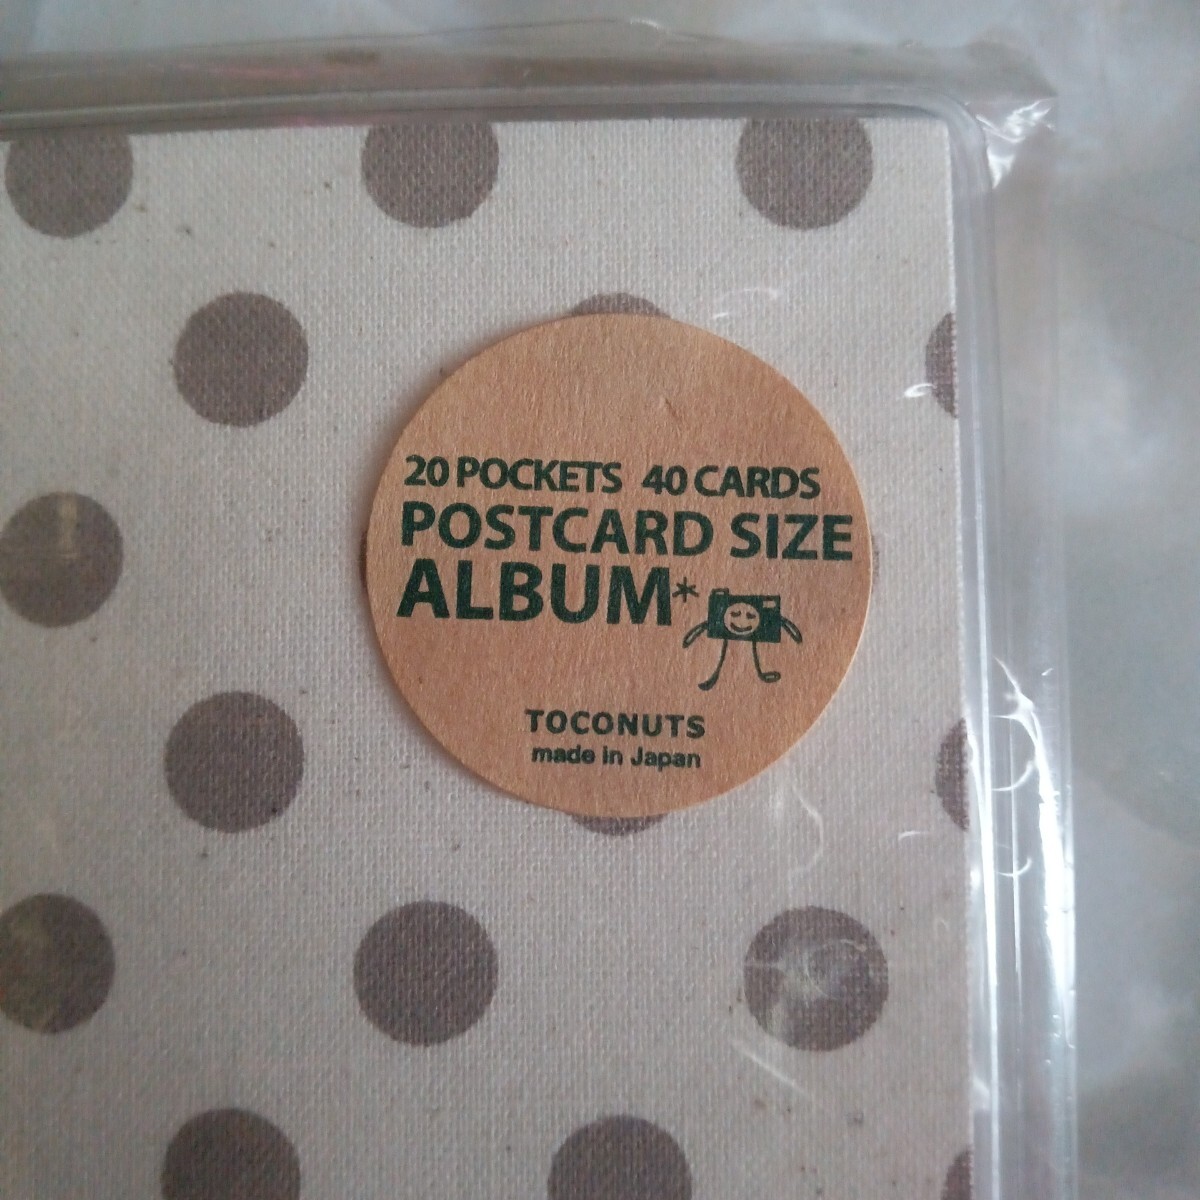 20 POCKETS 40 CARDS
POSTCARD SIZE
ALBUM*
TOCONUTS
made in Japan